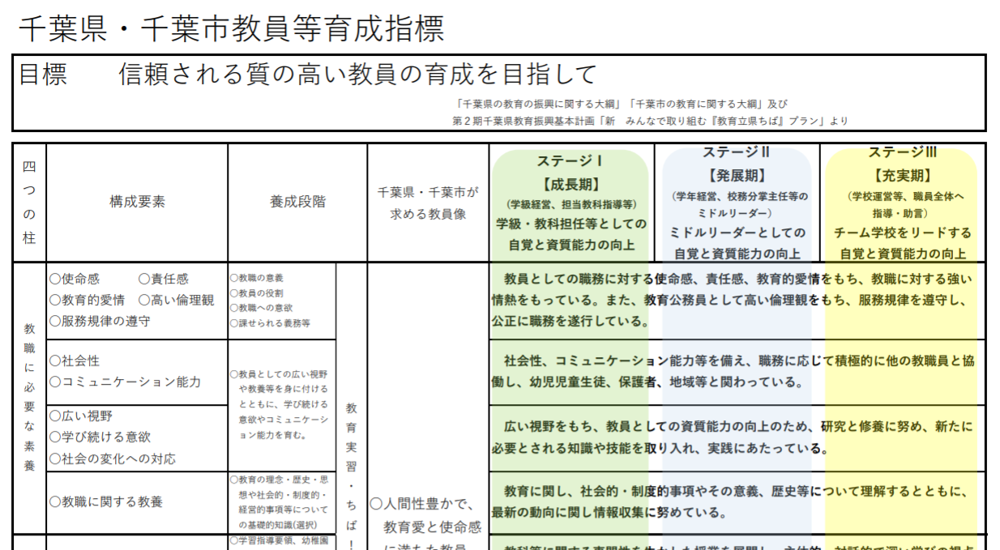 千葉県・千葉市教員等育成指標
目標　　信頼される質の高い教員の育成を目指して
「千葉県の教育の振興に関する大綱」「千葉市の教育に関する大綱」及び
第２期千葉県教育振興基本計画「新　みんなで取り組む『教育立県ちば』プラン」より
四つの柱
構成要素
養成段階
千葉県・千葉市が
求める教員像
ステージⅠ
【成長期】
（学級経営、担当教科指導等）
学級・教科担任等としての
自覚と資質能力の向上
ステージⅡ
【発展期】
（学年経営、校務分掌主任等の
ミドルリーダー）
ミドルリーダーとしての
自覚と資質能力の向上
ステージⅢ
【充実期】
（学校運営等、職員全体へ
指導・助言）
チーム学校をリードする
自覚と資質能力の向上
教職に必要な素養
〇使命感　　〇責任感
〇教育的愛情　〇高い倫理観
〇服務規律の遵守
〇教職の意義
〇教員の役割
〇教職への意欲
〇課せられる義務等
教員としての職務に対する使命感、責任感、教育的愛情をもち、教職に対する強い
情熱をもっている。また、教育公務員として高い倫理観をもち、服務規律を遵守し、
公正に職務を遂行している。
〇社会性
〇コミュニケーション能力
〇教員としての広い視野
や教養等を身に付ける
とともに、学び続ける
意欲やコミュニケーシ
ョン能力を育む。
社会性、コミュニケーション能力等を備え、職務に応じて積極的に他の教職員と協
働し、幼児児童生徒、保護者、地域等と関わっている。
〇広い視野
〇学び続ける意欲
〇社会の変化への対応
広い視野をもち、教員としての資質能力の向上のため、研究と修養に努め、新たに
必要とされる知識や技能を取り入れ、実践にあたっている。
〇教職に関する教養
〇教育の理念・歴史・思
想や社会的・制度的・
経営的事項等について
の基礎的知識(選択)
教育に関し、社会的・制度的事項やその意義、歴史等について理解するとともに、
最新の動向に関し情報収集に努めている。
教育実習・ちば！
〇人間性豊かで、
教育愛と使命感
に満ちた教員
〇学習指導要領、幼稚園
教科等に関する専門性を生かした授業を展開し、主体的、対話的で深い学びの視点